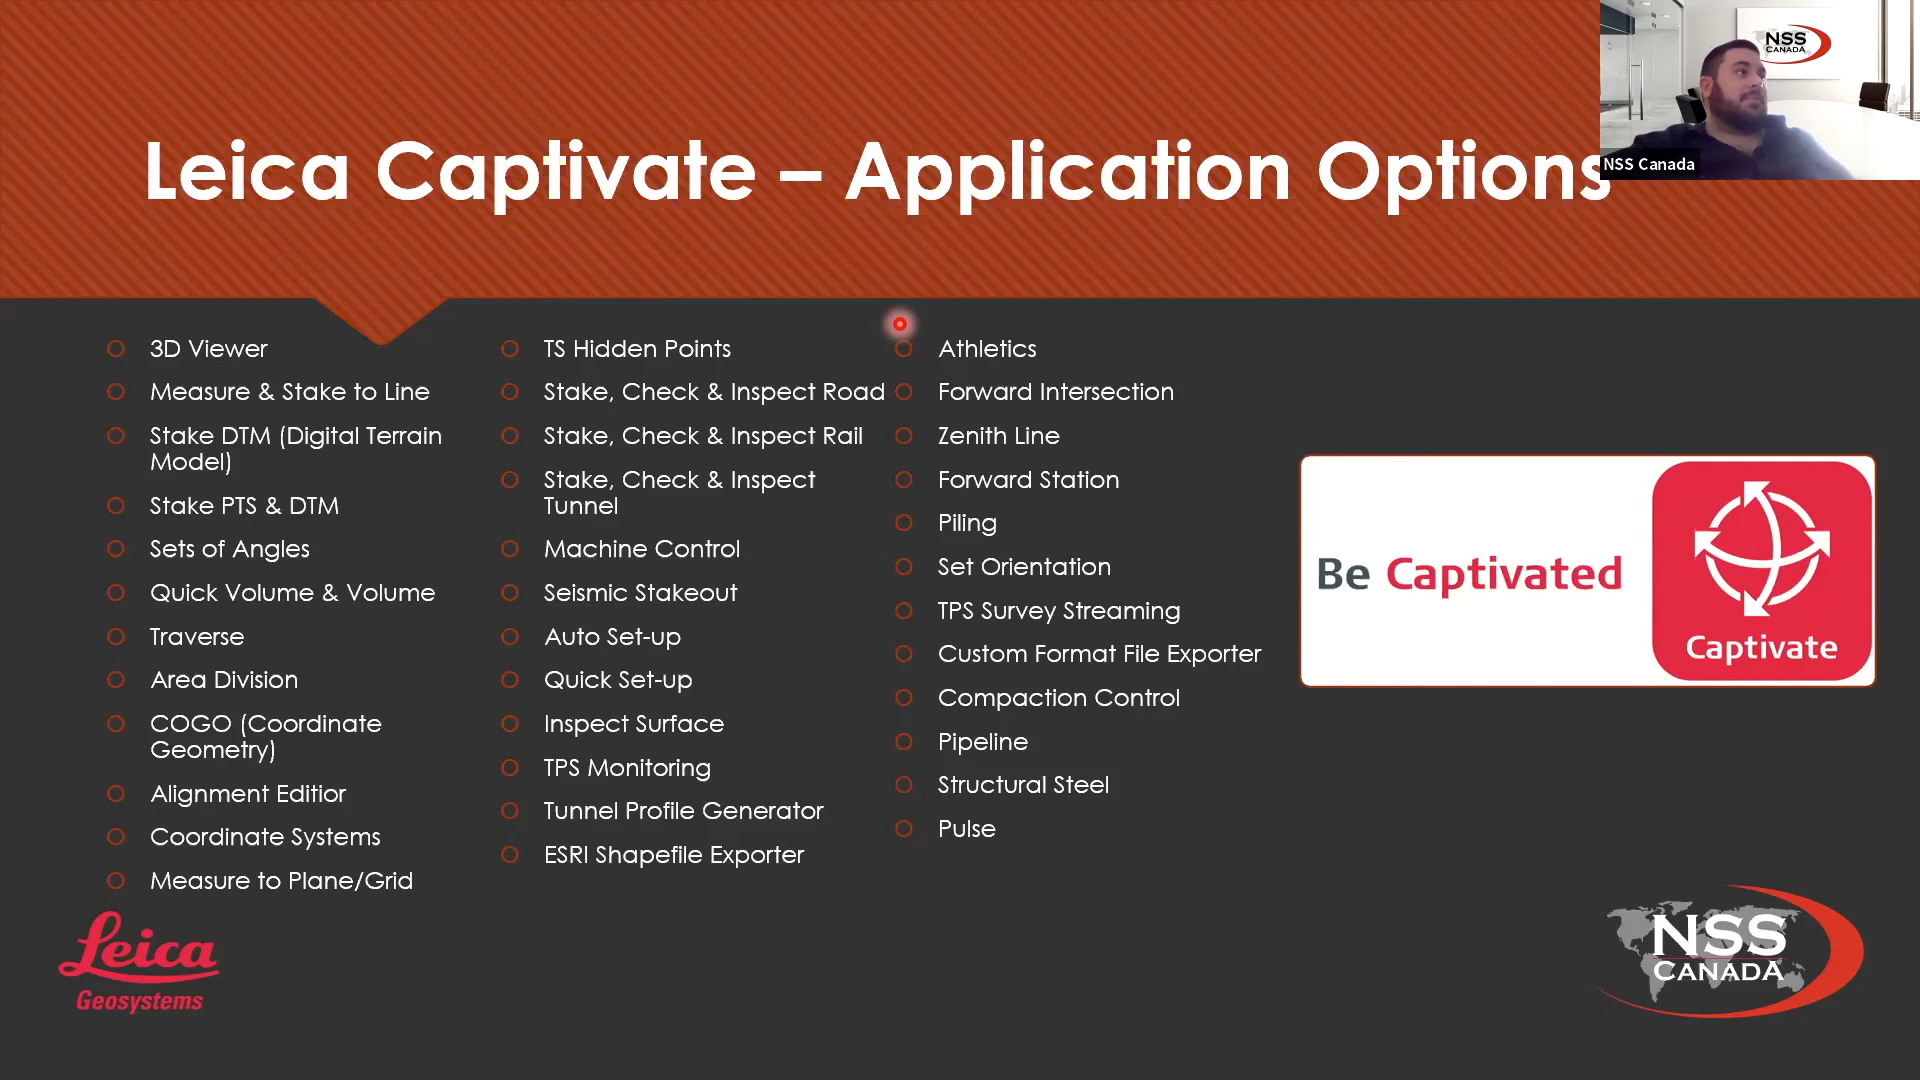 NSS
CANADA
NSS Canada
Leica Captivate – Application Options
3D Viewer
Measure & Stake to Line
Stake DTM (Digital Terrain
Model)
Stake PTS & DTM
Sets of Angles
Quick Volume & Volume
Traverse
Area Division
COGO (Coordinate
Geometry)
Alignment Editior
Coordinate Systems
Measure to Plane/Grid
TS Hidden Points
Stake, Check & Inspect Road
Stake, Check & Inspect Rail
Stake, Check & Inspect
Tunnel
Machine Control
Seismic Stakeout
Auto Set-up
Quick Set-up
Inspect Surface
TPS Monitoring
Tunnel Profile Generator
ESRI Shapefile Exporter
Athletics
Forward Intersection
Zenith Line
Forward Station
Piling
Set Orientation
TPS Survey Streaming
Custom Format File Exporter
Compaction Control
Pipeline
Structural Steel
Pulse
Be Captivated
Captivate
Leica
Geosystems
NSS
CANADA